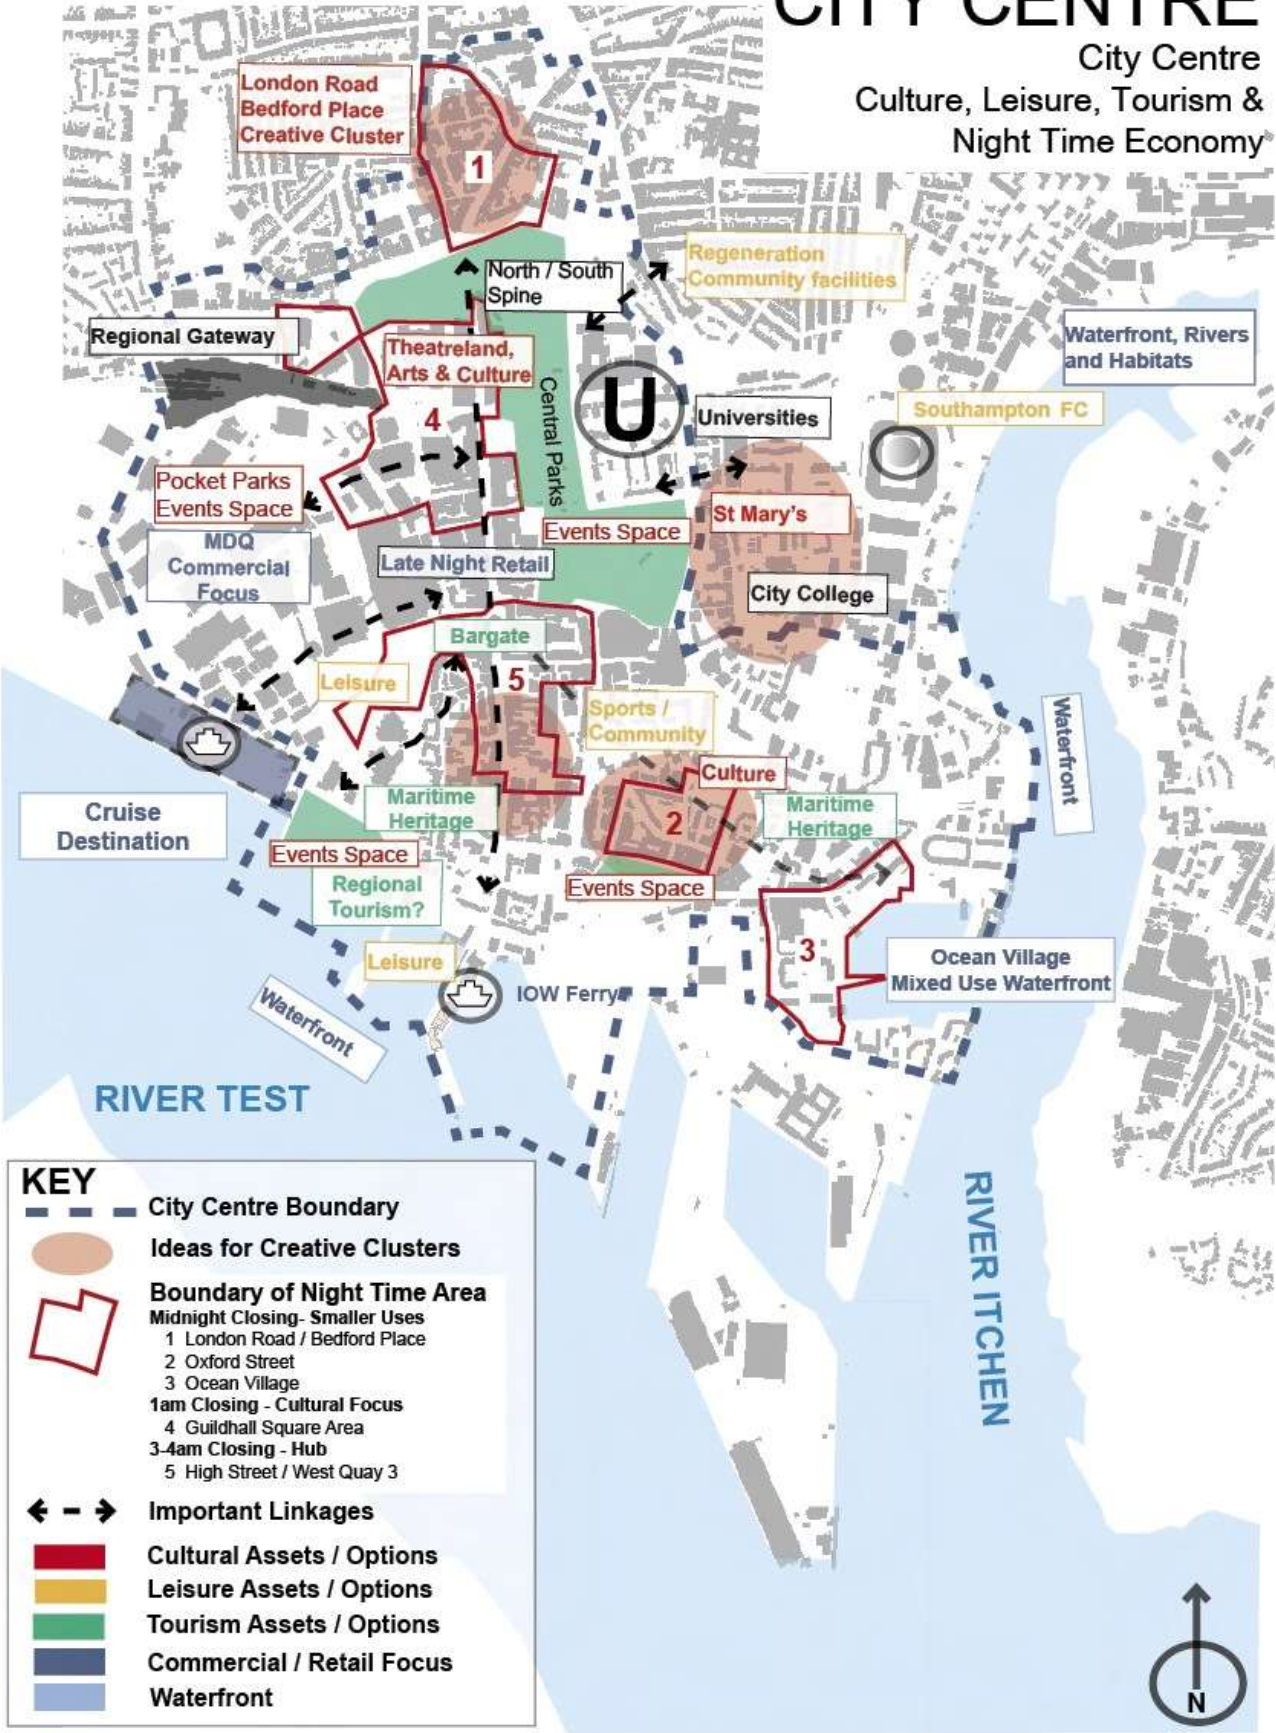 CITY CENTRE
City Centre
Culture, Leisure, Tourism &
Night Time Economy
London Road
Bedford Place
Creative Cluster
1
North / South
Spine
Regeneration
Community facilities
Regional Gateway
Waterfront, Rivers
and Habitats
Theatreland,
Arts & Culture
Central Parks
U
Universities
Southampton FC
4
Pocket Parks
Events Space
St Mary's
Events Space
MDQ
Commercial
Focus
Late Night Retail
City College
Bargate
Leisure
5
Sports /
Community
Waterfront
Culture
Cruise
Destination
Maritime
Heritage
2
Maritime
Heritage
Events Space
Regional
Tourism?
Events Space
3
Ocean Village
Mixed Use Waterfront
Leisure
IOW Ferry
Waterfront
RIVER TEST
RIVER ITCHEN
KEY
City Centre Boundary
Ideas for Creative Clusters
Boundary of Night Time Area
Midnight Closing- Smaller Uses
1 London Road / Bedford Place
2 Oxford Street
3 Ocean Village
1am Closing - Cultural Focus
4 Guildhall Square Area
3-4am Closing - Hub
5 High Street / West Quay 3
Important Linkages
Cultural Assets / Options
Leisure Assets / Options
Tourism Assets / Options
Commercial / Retail Focus
Waterfront
N